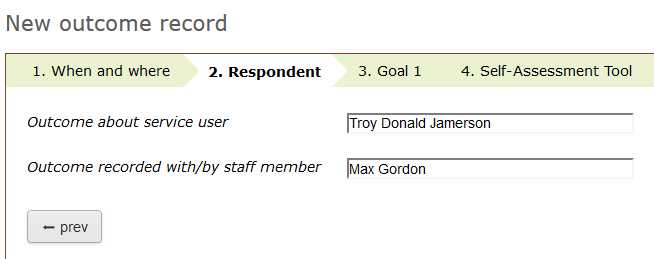 New outcome record
1. When and where 2. Respondent 3. Goal 1 4. Self-Assessment Tool
Outcome about service user Troy Donald Jamerson
Outcome recorded with/by staff member Max Gordon
← prev